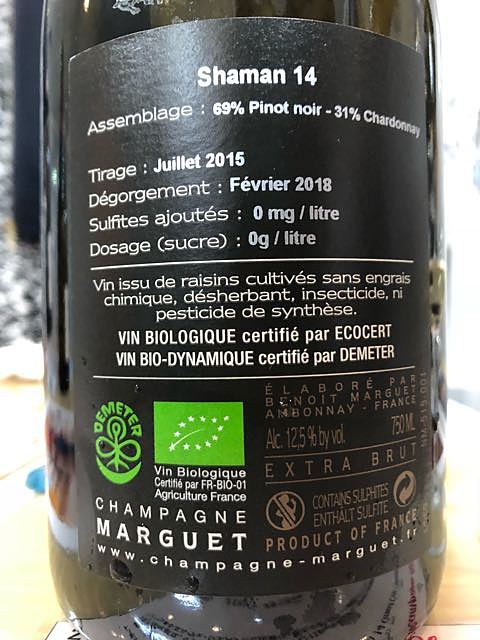 Shaman 14
Assemblage : 69% Pinot noir - 31% Chardonnay
Tirage : Juillet 2015
Dégorgement : Février 2018
Sulfites ajoutés : 0 mg / litre
Dosage (sucre) : 0g / litre
Vin issu de raisins cultivés sans engrais
chimique, désherbant, insecticide, ni
pesticide de synthèse.
VIN BIOLOGIQUE certifié par ECOCERT
VIN BIO-DYNAMIQUE certifié par DEMETER
DEMETER
Vin Biologique
Certifié par FR-BIO-01
Agriculture France
CHAMPAGNE
MARGUET
www.champagne-marguet.fr
ÉLABORÉ PAR
BENOIT MARGUET
AMBONNAY - FRANCE
Alc. 12,5 % by vol. 750 ML
EXTRA BRUT
CONTAINS SULPHITES
ENTHÄLT SULFITE
PRODUCT OF FRANCE